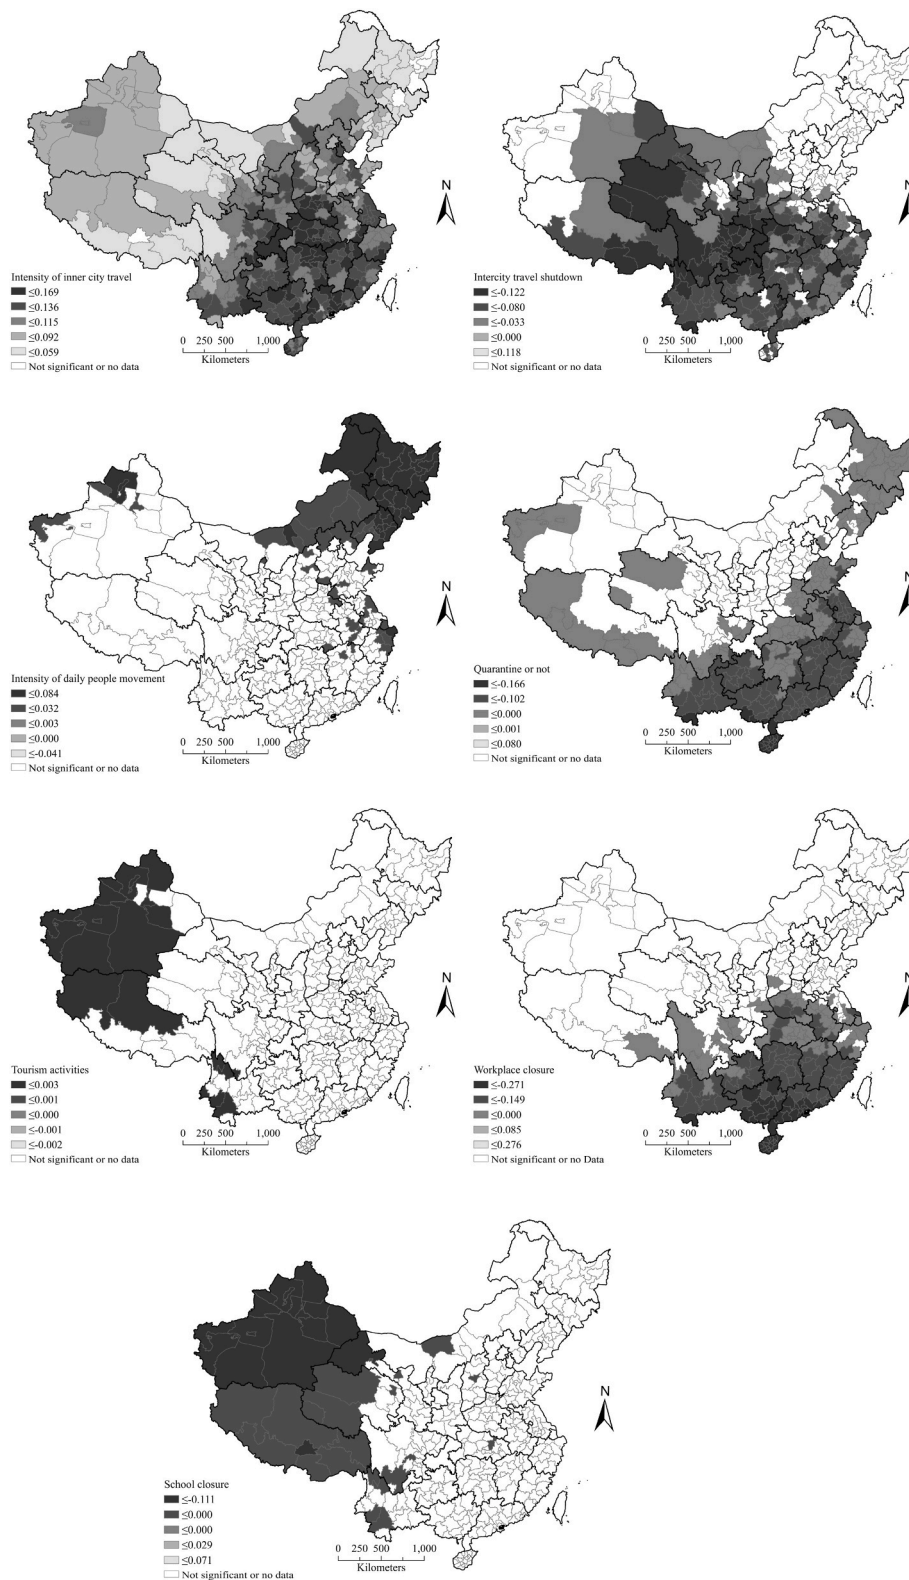 N
Intensity of inner city travel
≤0.169
≤0.136
≤0.115
≤0.092
≤0.059
Not significant or no data
0 250 500 1,000
Kilometers
N
Intercity travel shutdown
≤-0.122
≤-0.080
≤-0.033
≤0.000
≤0.118
Not significant or no data
0 250 500 1,000
Kilometers
N
Intensity of daily people movement
≤0.084
≤0.032
≤0.003
≤0.000
≤-0.041
Not significant or no data
0 250 500 1,000
Kilometers
N
Quarantine or not
≤-0.166
≤-0.102
≤0.000
≤0.001
≤0.080
Not significant or no data
0 250 500 1,000
Kilometers
N
Tourism activities
≤0.003
≤0.001
≤0.000
≤-0.001
≤-0.002
Not significant or no data
0 250 500 1,000
Kilometers
N
Workplace closure
≤-0.271
≤-0.149
≤0.000
≤0.085
≤0.276
Not significant or no Data
0 250 500 1,000
Kilometers
N
School closure
≤-0.111
≤0.000
≤0.000
≤0.029
≤0.071
Not significant or no data
0 250 500 1,000
Kilometers